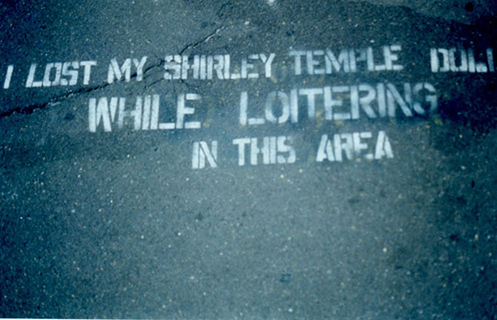 I LOST MY SHIRLEY TEMPLE DOLL
WHILE LOITERING
IN THIS AREA